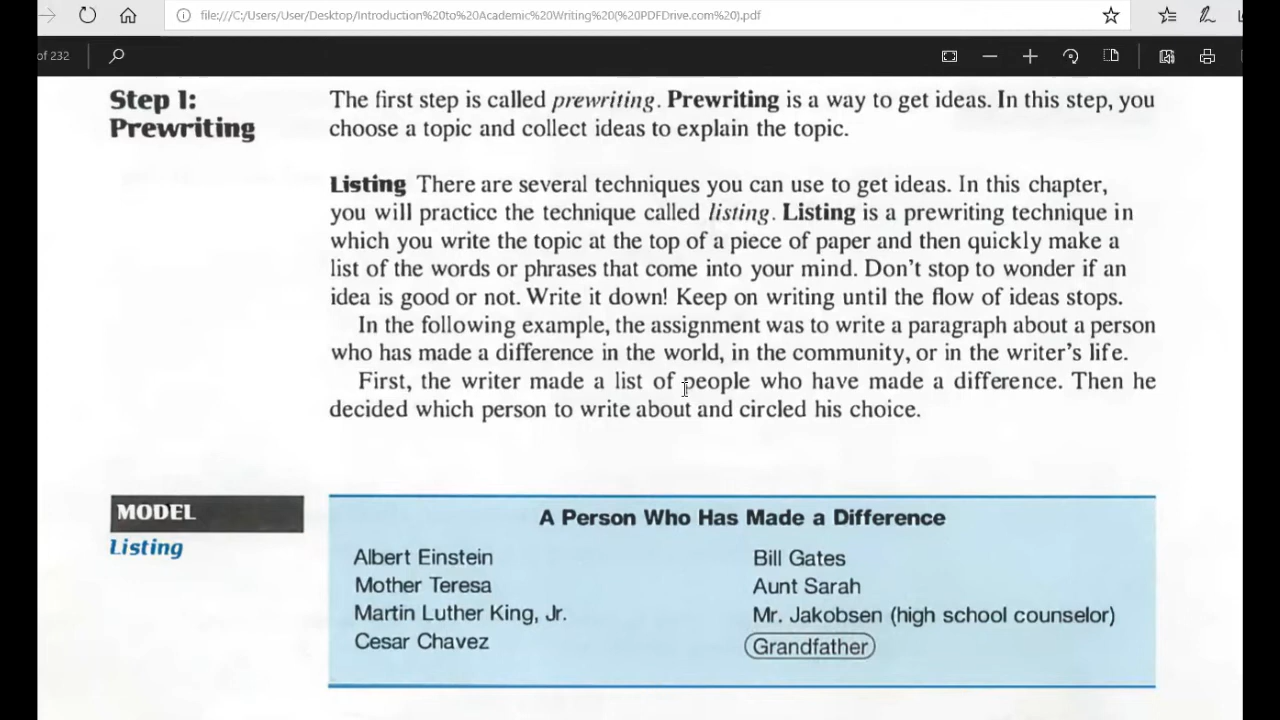 file:///C:/Users/User/Desktop/Introduction%20to%20Academic%20Writing%20(%20PDFDrive.com%20).pdf
of 232
Step 1:
Prewriting
The first step is called prewriting. Prewriting is a way to get ideas. In this step, you
choose a topic and collect ideas to explain the topic.
Listing There are several techniques you can use to get ideas. In this chapter,
you will practice the technique called listing. Listing is a prewriting technique in
which you write the topic at the top of a piece of paper and then quickly make a
list of the words or phrases that come into your mind. Don't stop to wonder if an
idea is good or not. Write it down! Keep on writing until the flow of ideas stops.
In the following example, the assignment was to write a paragraph about a person
who has made a difference in the world, in the community, or in the writer's life.
First, the writer made a list of people who have made a difference. Then he
decided which person to write about and circled his choice.
MODEL
Listing
A Person Who Has Made a Difference
Albert Einstein
Mother Teresa
Martin Luther King, Jr.
Cesar Chavez
Bill Gates
Aunt Sarah
Mr. Jakobsen (high school counselor)
Grandfather